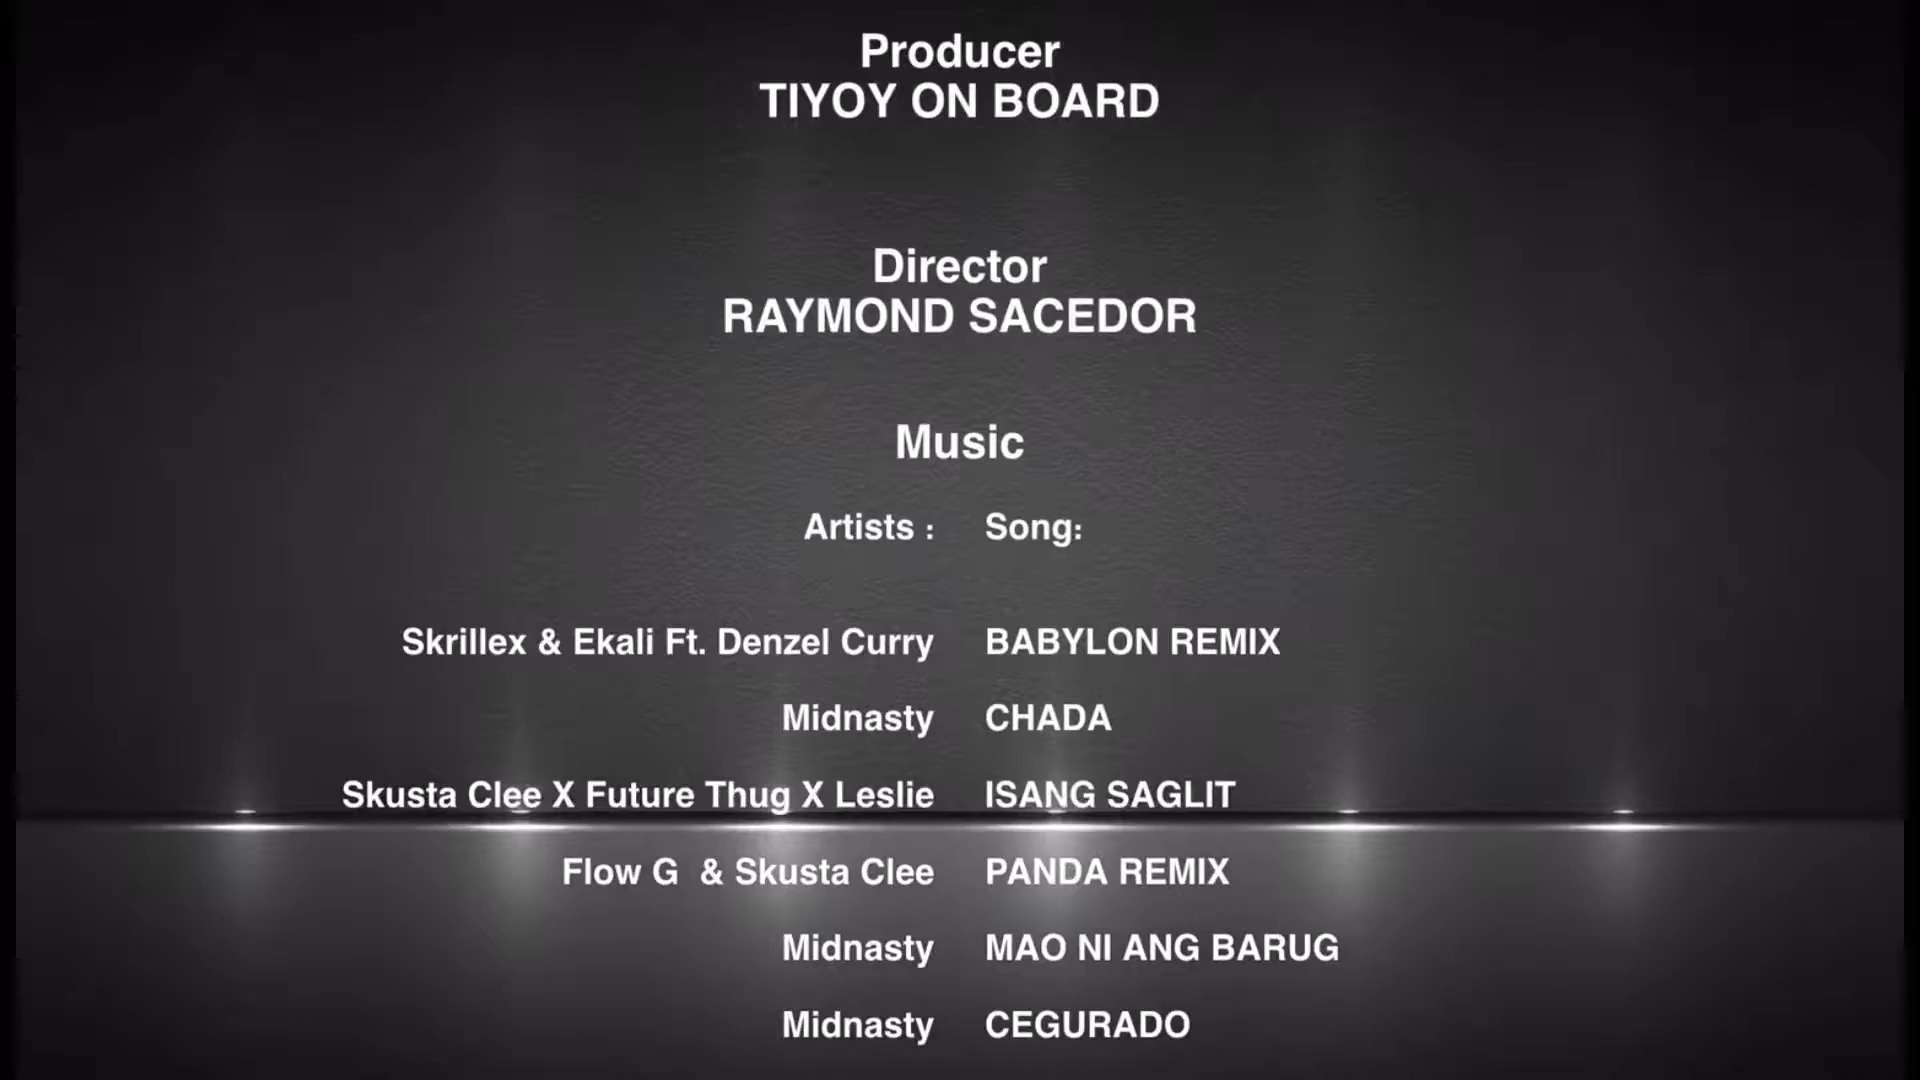 Producer
TIYOY ON BOARD
Director
RAYMOND SACEDOR
Music
Artists : Song:
Skrillex & Ekali Ft. Denzel Curry BABYLON REMIX
Midnasty CHADA
Skusta Clee X Future Thug X Leslie ISANG SAGLIT
Flow G  & Skusta Clee PANDA REMIX
Midnasty MAO NI ANG BARUG
Midnasty CEGURADO